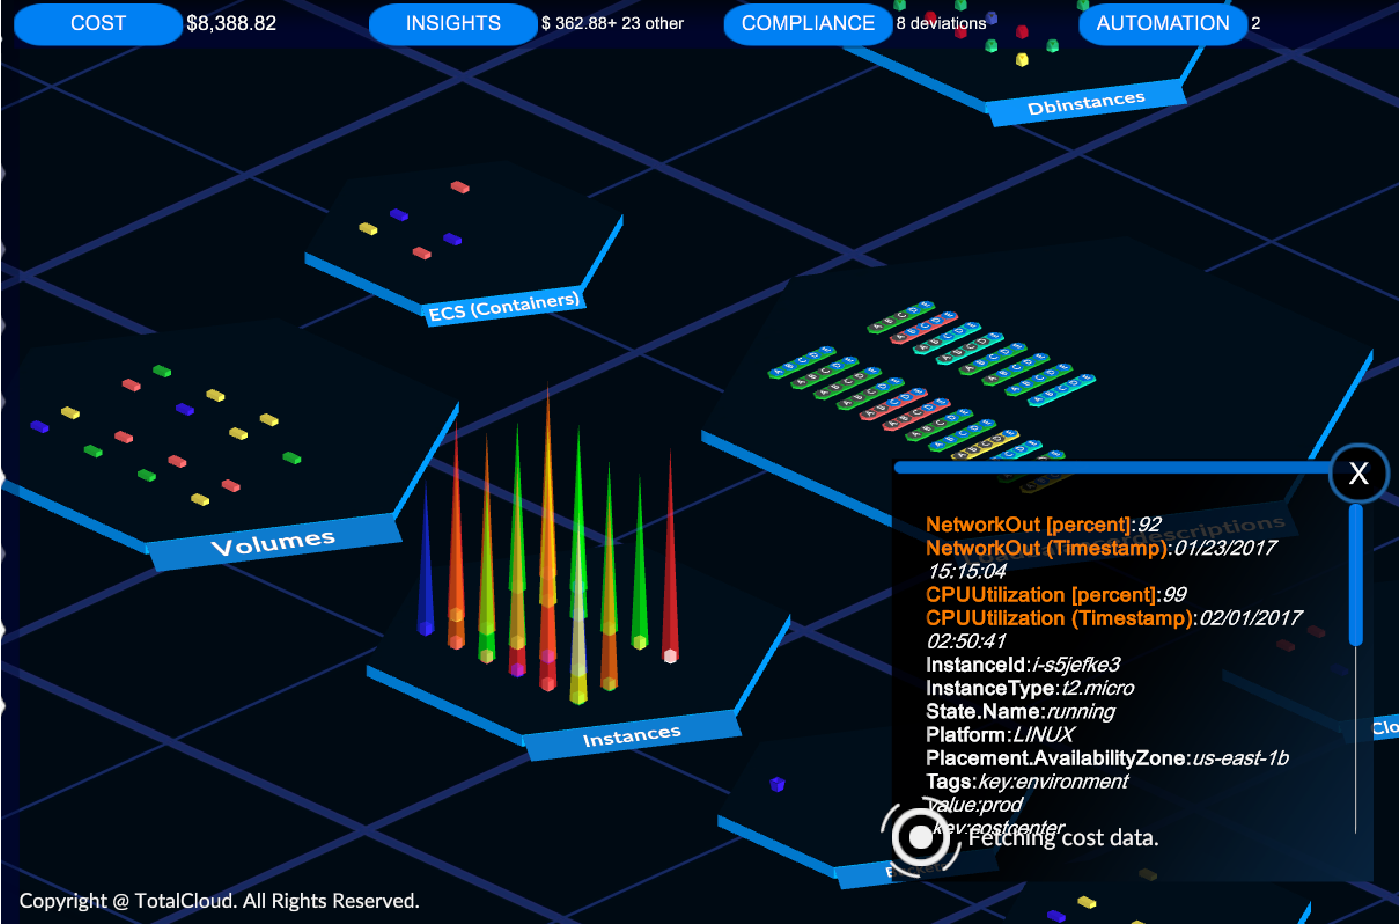 COST $8,388.82 INSIGHTS $ 362.88+ 23 other COMPLIANCE 8 deviations AUTOMATION 2
Dbinstances
ECS (Containers)
Volumes
Instances
X
NetworkOut [percent]:92
NetworkOut (Timestamp):01/23/2017
15:15:04
CPUUtilization [percent]:99
CPUUtilization (Timestamp):02/01/2017
02:50:41
InstanceId:i-s5jefke3
InstanceType:t2.micro
State.Name:running
Platform:LINUX
Placement.AvailabilityZone:us-east-1b
Tags:key:environment
value:prod
key:costcenter
Fetching cost data.
Clo
Copyright @ TotalCloud. All Rights Reserved.